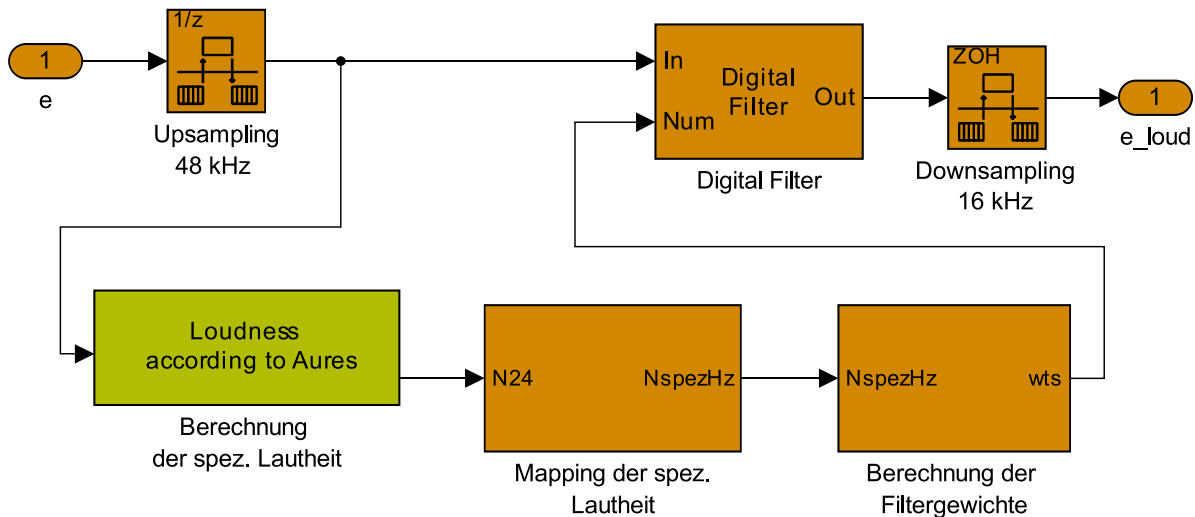 1/z
1
e
Upsampling
48 kHz
In
Num
Digital
Filter
Out
Digital Filter
ZOH
Downsampling
16 kHz
1
e_loud
Loudness
according to Aures
Berechnung
der spez. Lautheit
N24
NspezHz
Mapping der spez.
Lautheit
NspezHz
wts
Berechnung der
Filtergewichte